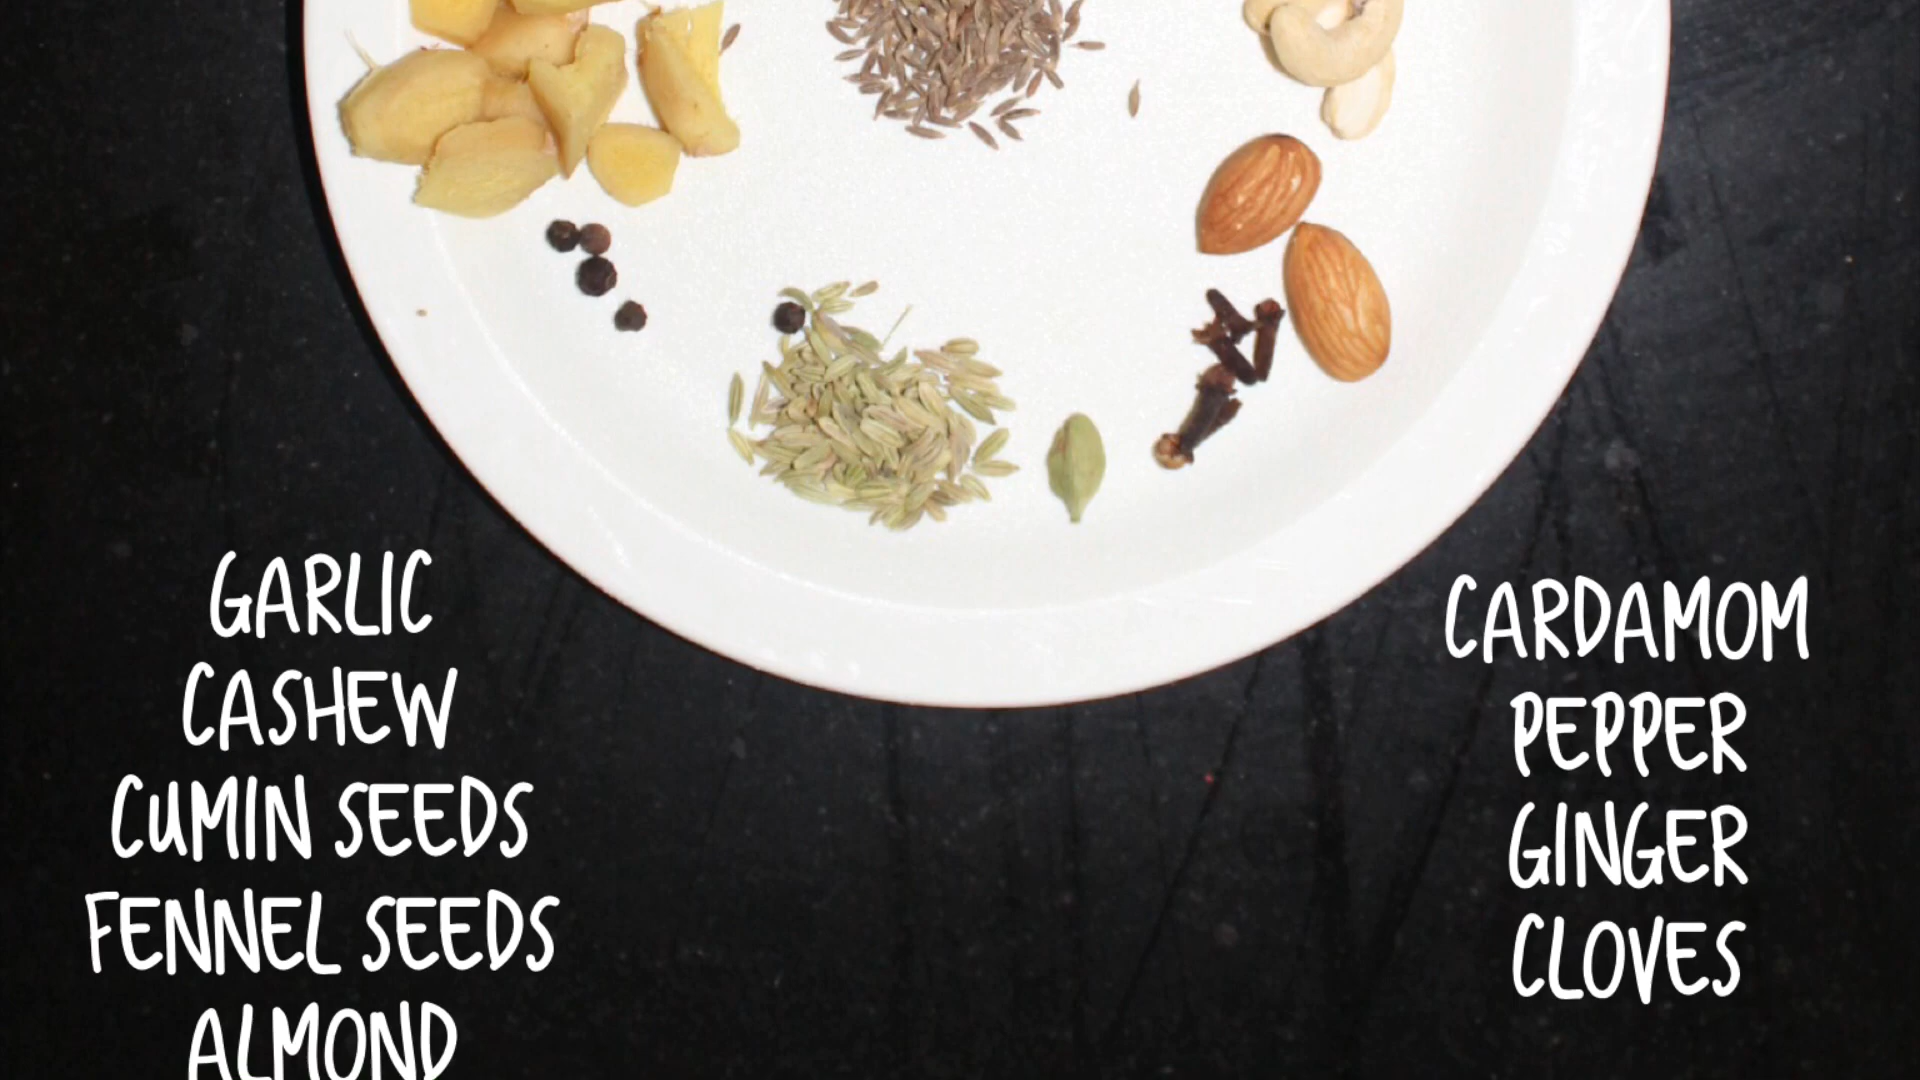 GARLIC
CASHEW
CUMIN SEEDS
FENNEL SEEDS
ALMOND
CARDAMOM
PEPPER
GINGER
CLOVES